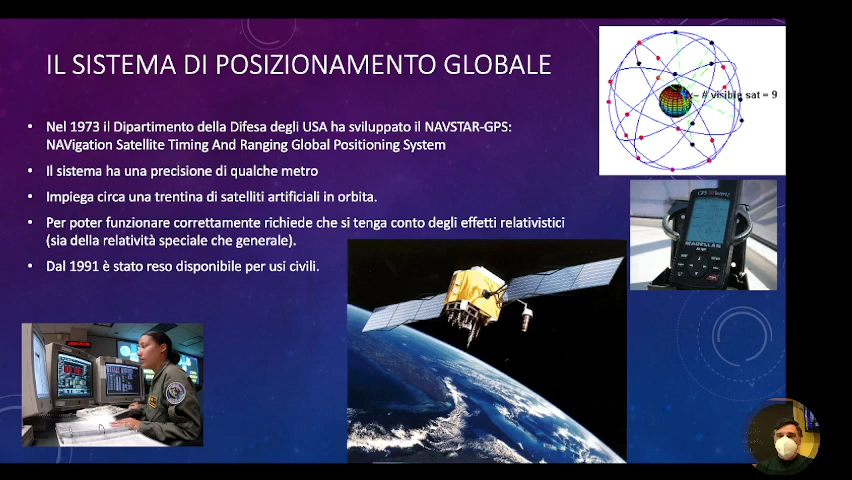 IL SISTEMA DI POSIZIONAMENTO GLOBALE
• Nel 1973 il Dipartimento della Difesa degli USA ha sviluppato il NAVSTAR-GPS:
NAVigation Satellite Timing And Ranging Global Positioning System
• Il sistema ha una precisione di qualche metro
• Impiega circa una trentina di satelliti artificiali in orbita.
• Per poter funzionare correttamente richiede che si tenga conto degli effetti relativistici
(sia della relatività speciale che generale).
• Dal 1991 è stato reso disponibile per usi civili.
# visible sat = 9
GPS
MAGELLAN